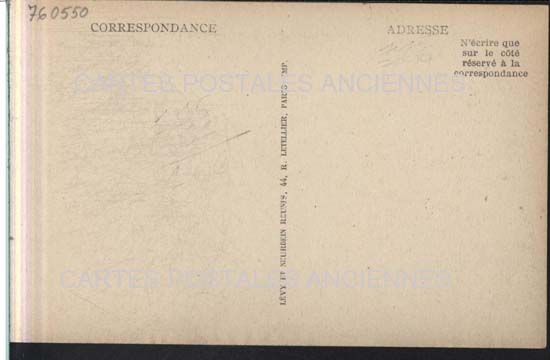 760550
CORRESPONDANCE
ADRESSE
N'écrire que
sur le côté
réservé à la
correspondance
CARTES POSTALES ANCIENNES
LÉVY ET NEURDEIN RÉUNIS, 44, R. LETELLIER, PARIS IMP.
CARTES POSTALES ANCIENNES